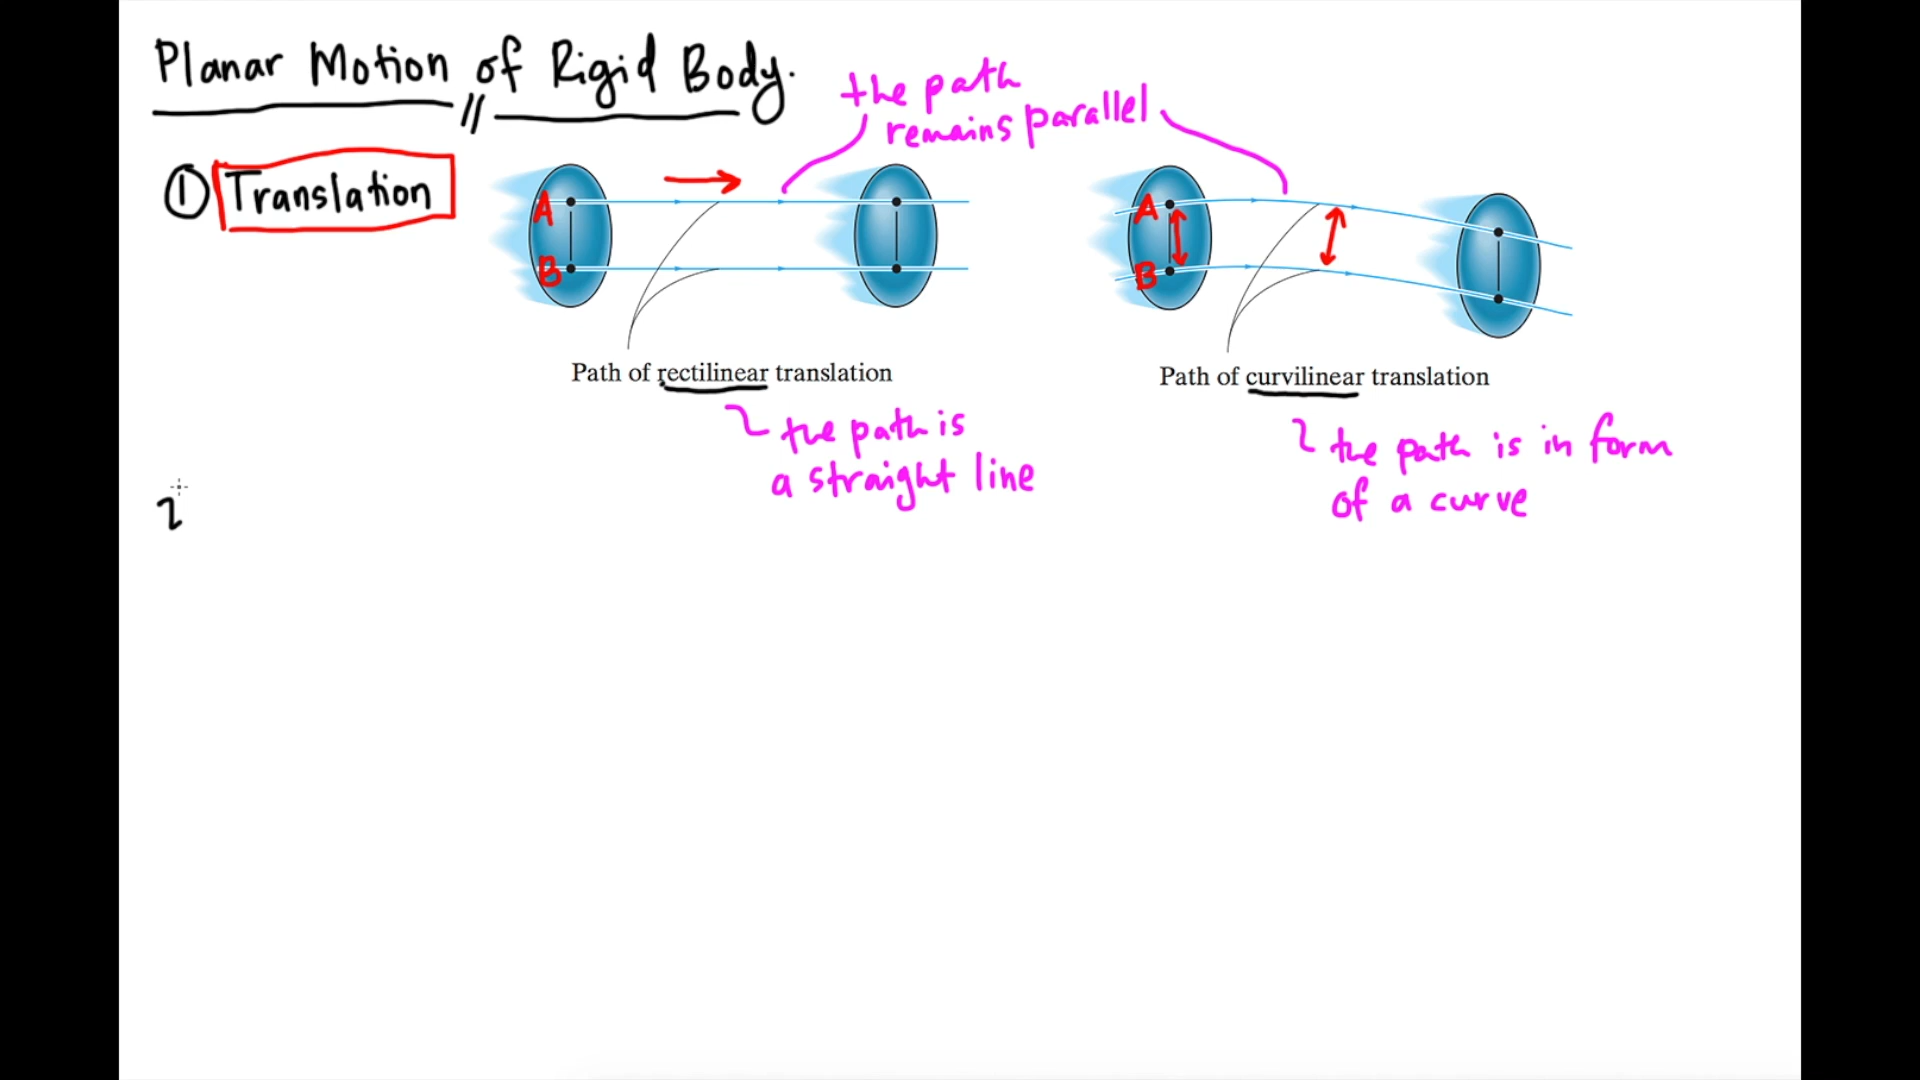 Planar Motion of Rigid Body.
the path
remains parallel
① Translation
A
B
A
B
Path of rectilinear translation
Path of curvilinear translation
the path is
a straight line
the path is in form
of a curve
2